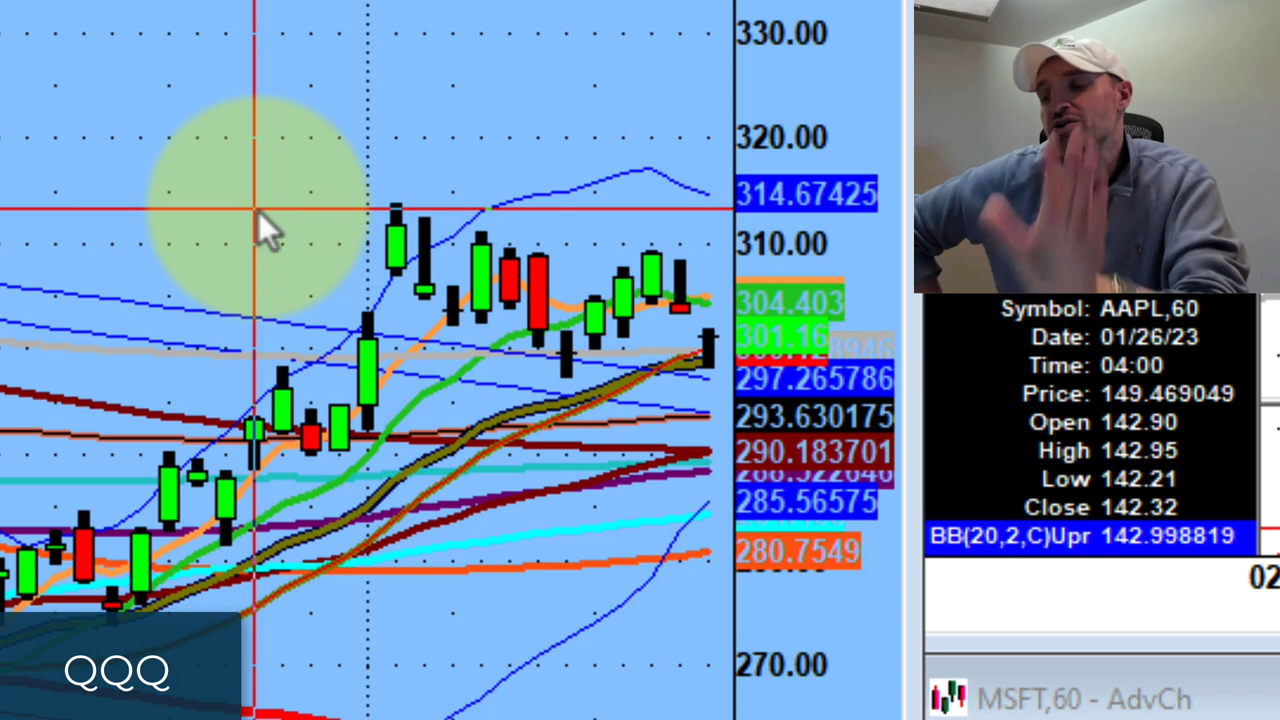 330.00
320.00
314.67425
310.00
304.403
301.16
297.265786
293.630175
290.183701
285.56575
280.7549
270.00
QQQ
Symbol: AAPL,60
Date: 01/26/23
Time: 04:00
Price: 149.469049
Open 142.90
High 142.95
Low 142.21
Close 142.32
BB(20,2,C)Upr 142.998819
02
MSFT,60 - AdvCh